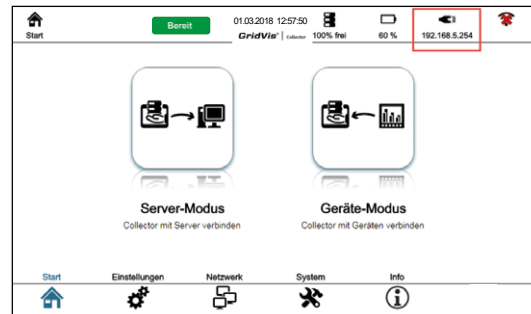 Start
Bereit
01.03.2018 12:57:50
GridVis® | Collector
100% frei
60 %
192.168.5.254
Server-Modus
Collector mit Server verbinden
Geräte-Modus
Collector mit Geräten verbinden
Start Einstellungen Netzwerk System Info